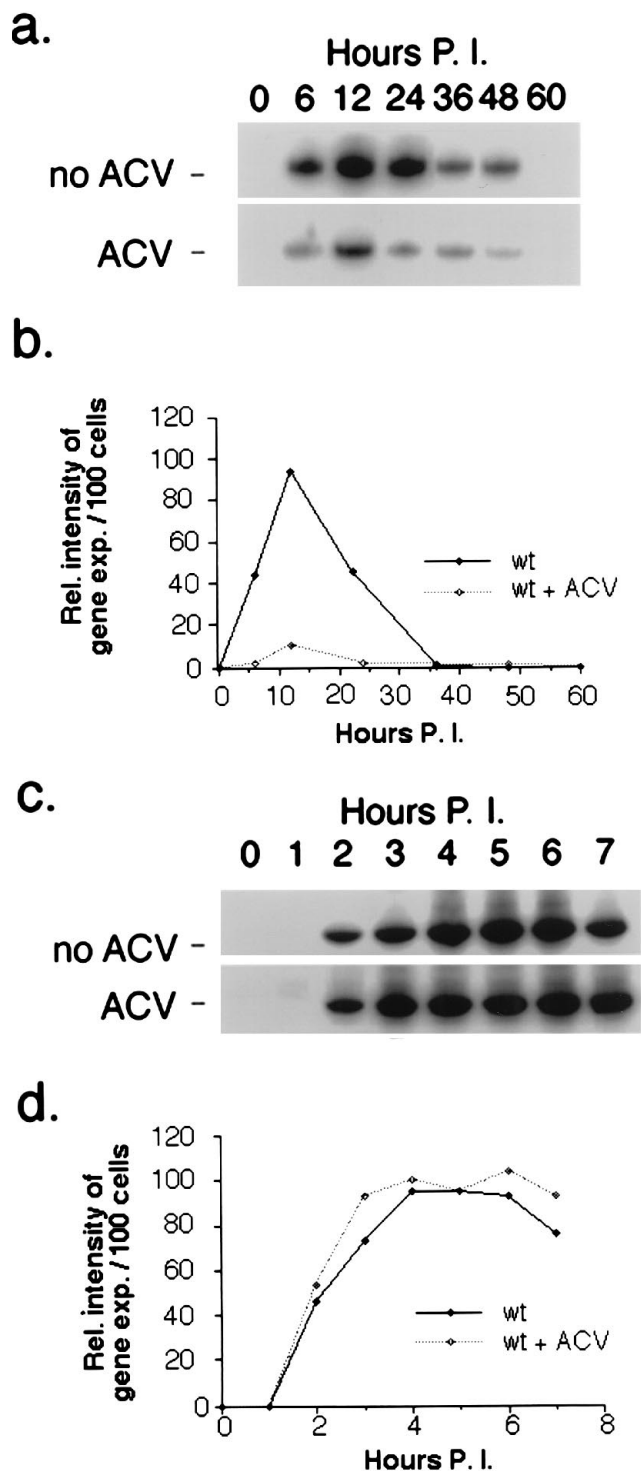 a.
Hours P. I.
0 6 12 24 36 48 60
no ACV -
ACV -
b.
Rel. intensity of
gene exp. / 100 cells
120
100
80
60
40
20
0
wt
wt + ACV
0 10 20 30 40 50 60
Hours P. I.
c.
Hours P. I.
0 1 2 3 4 5 6 7
no ACV -
ACV -
d.
Rel. intensity of
gene exp. / 100 cells
120
100
80
60
40
20
0
wt
wt + ACV
0 2 4 6 8
Hours P. I.